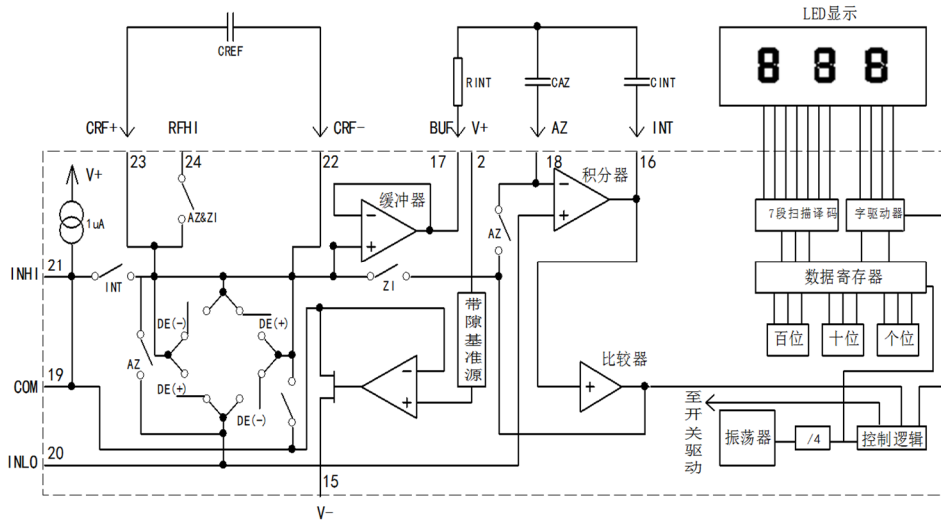 LED显示
CREF
RINT
CAZ
CINT
CRF+
RFHI
CRF-
BUF
V+
AZ
INT
23
24
22
17
2
18
16
V+
1uA
AZ&ZI
缓冲器
积分器
AZ
7段扫描译码
字驱动器
INHI
21
INT
ZI
数据寄存器
DE(-)
DE(+)
带隙基准源
百位
十位
个位
AZ
比较器
COM
19
DE(+)
DE(-)
至开关驱动
振荡器
/4
控制逻辑
INLO
20
15
V-